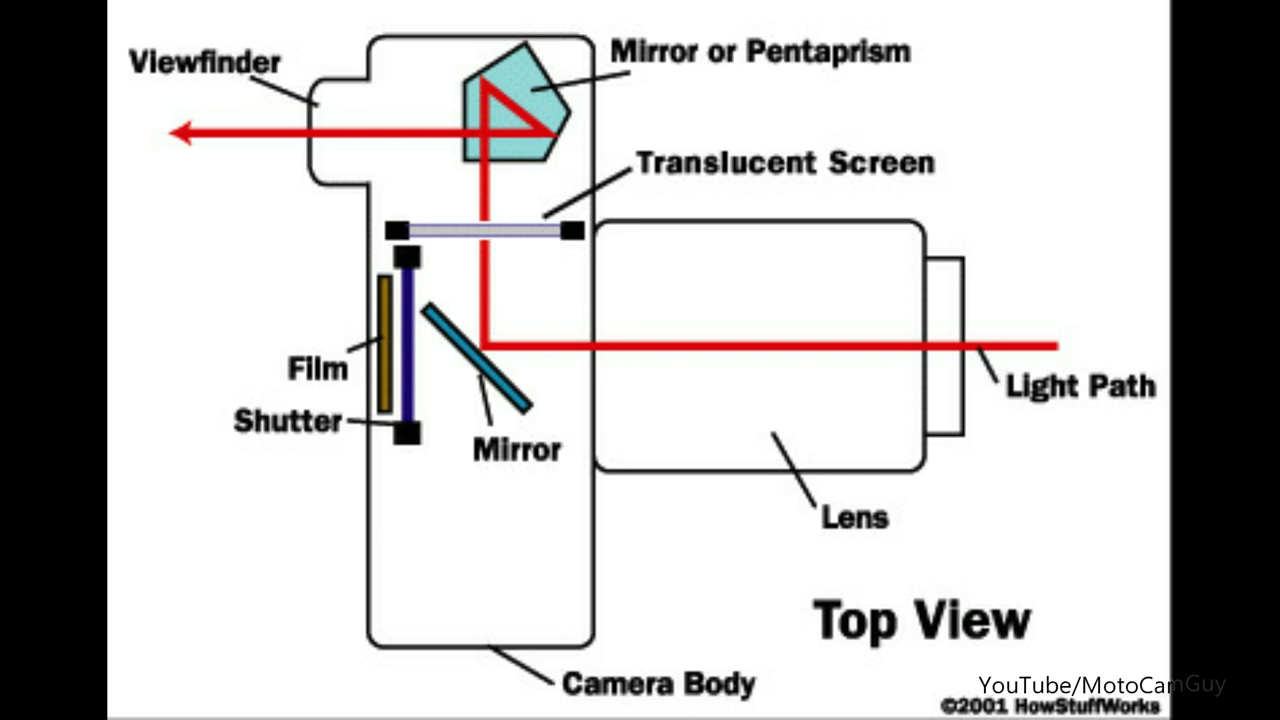 Viewfinder
Mirror or Pentaprism
Translucent Screen
Film
Shutter
Mirror
Light Path
Lens
Top View
Camera Body
YouTube/MotoCamGuy
©2001 HowStuffWorks